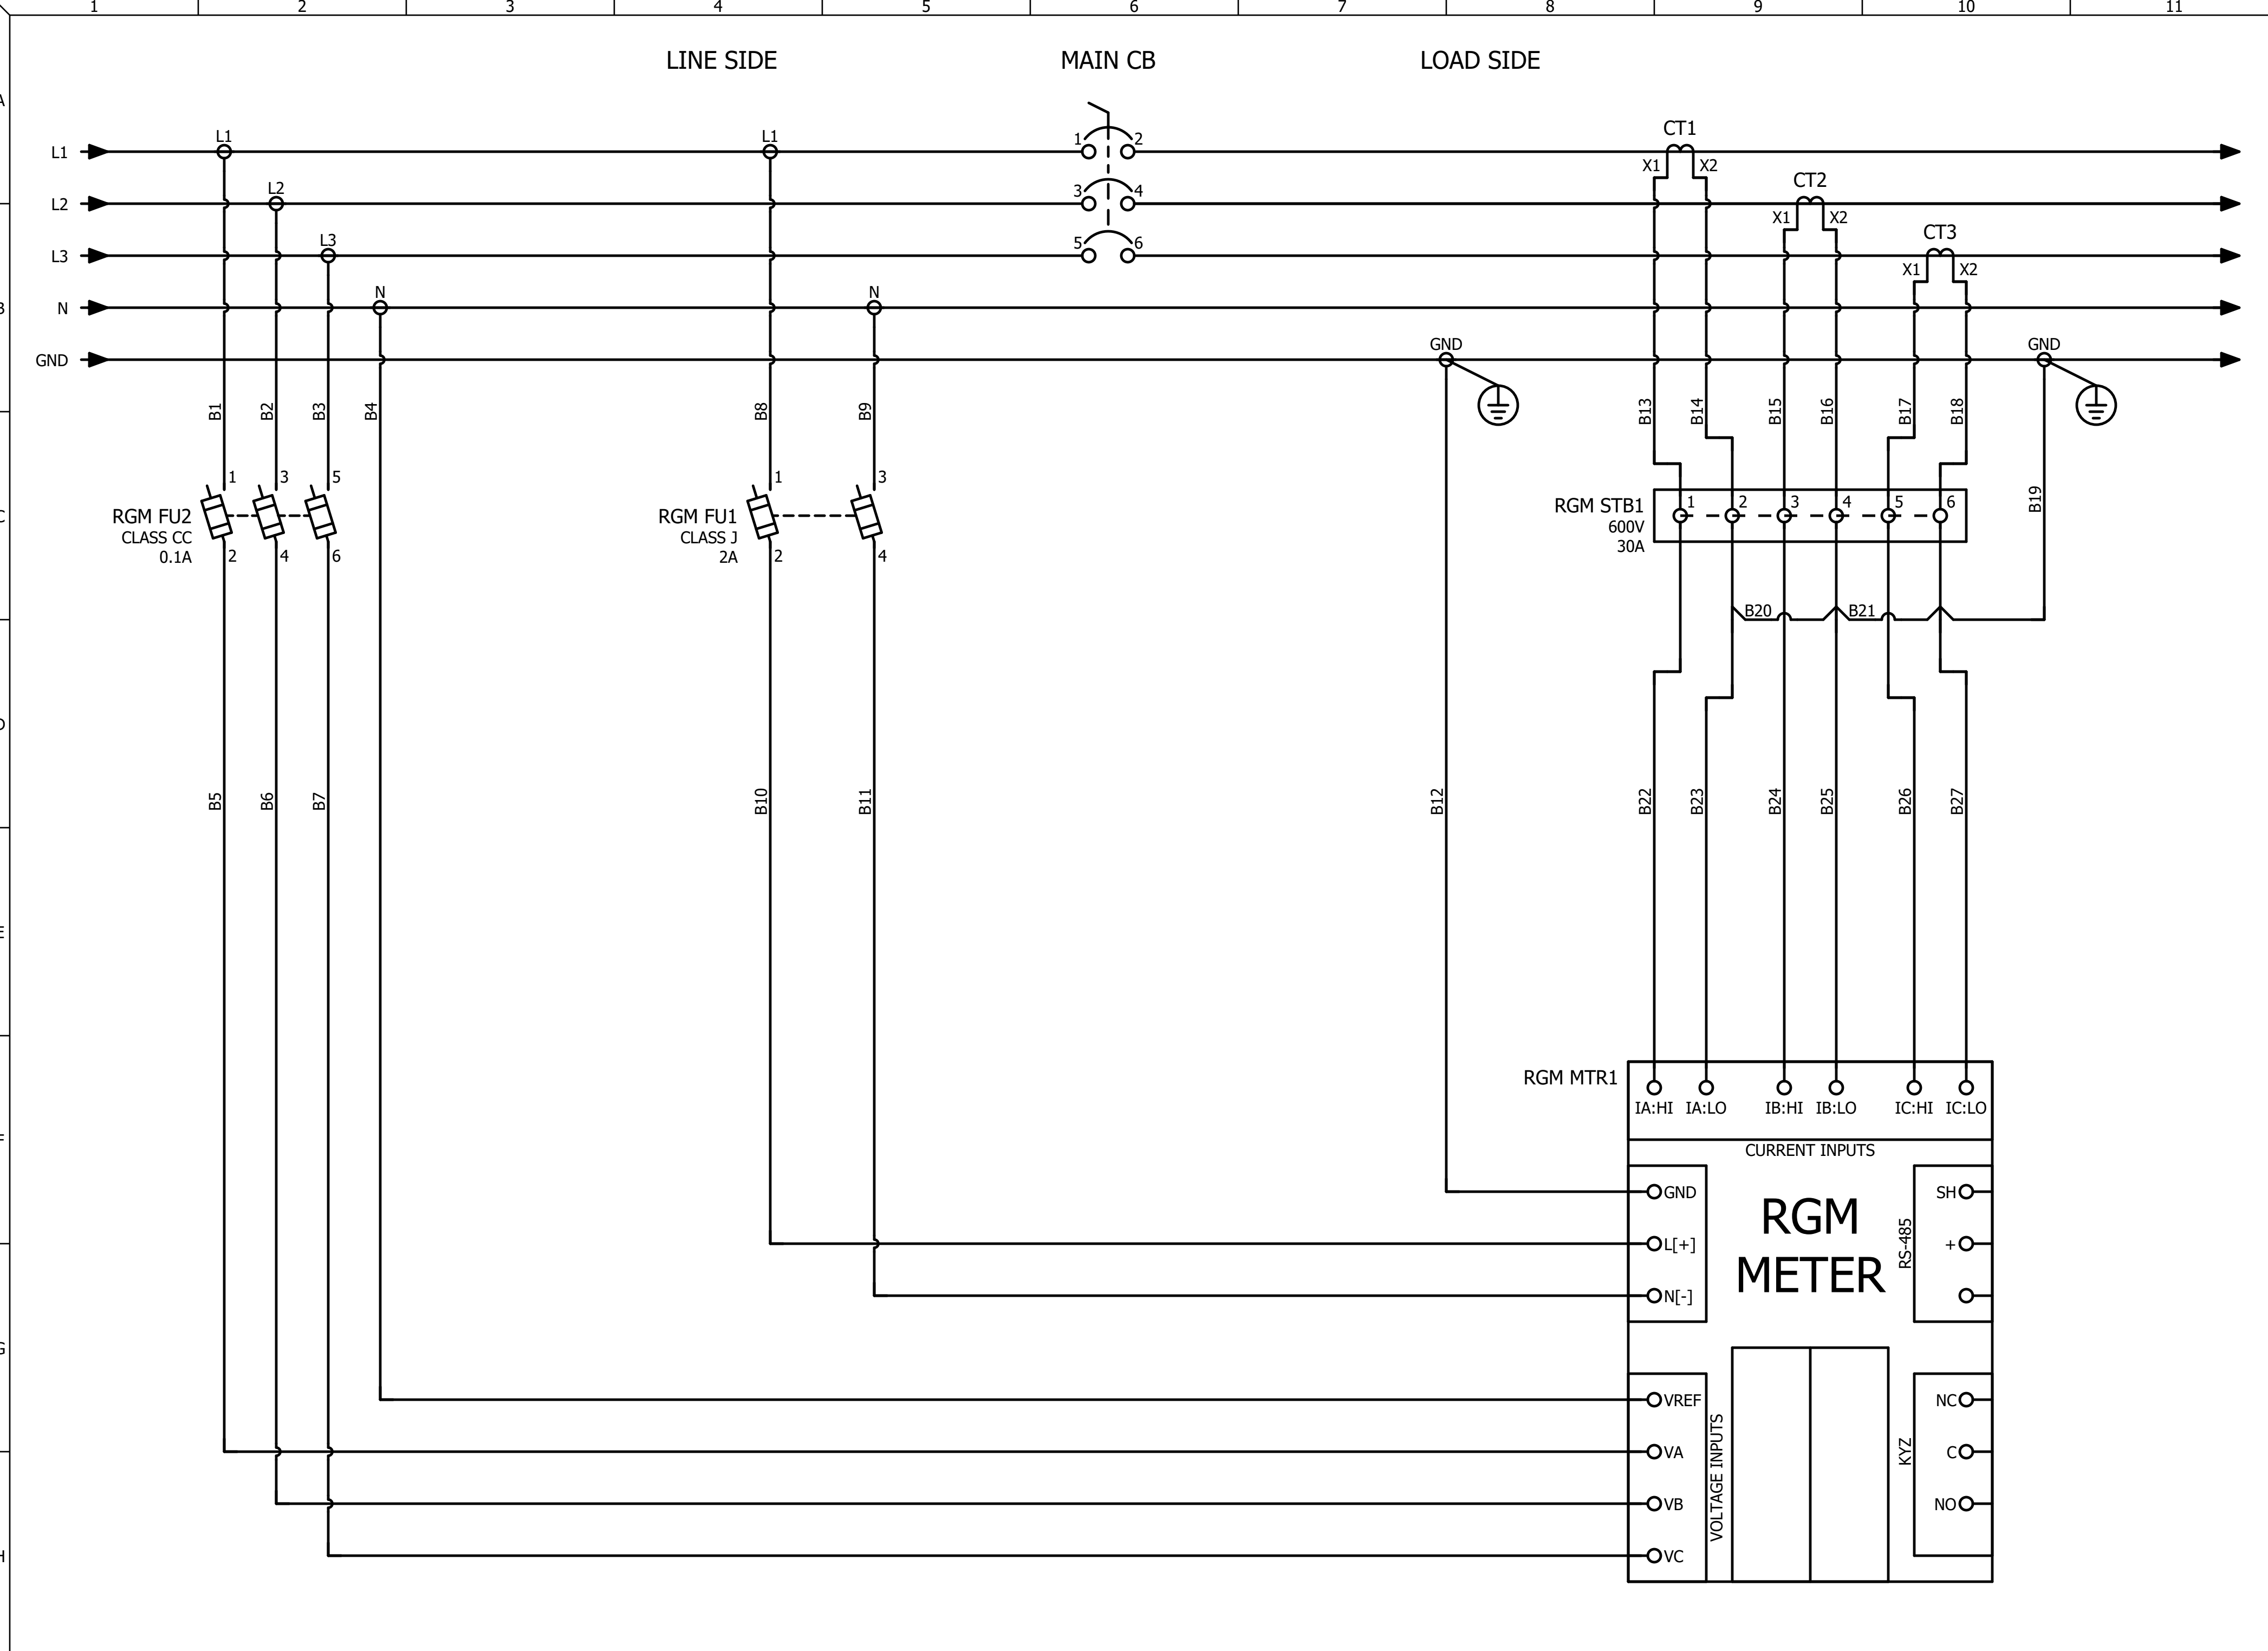 1 2 3 4 5 6 7 8 9 10 11
LINE SIDE MAIN CB LOAD SIDE
A
L1 L1 L1 1 2 CT1
X1 X2
L2 L2 3 4 CT2
X1 X2
L3 L3 5 6 CT3
X1 X2
B N N N
GND GND GND
B1 B2 B3 B4 B8 B9 B13 B14 B15 B16 B17 B18
1 3 5 1 3
B19
C RGM FU2 RGM FU1 RGM STB1 1 2 3 4 5 6
CLASS CC CLASS J 600V
0.1A 2 4 6 2A 2 4 30A
B20 B21
D
B5 B6 B7 B10 B11 B12 B22 B23 B24 B25 B26 B27
E
RGM MTR1
IA:HI IA:LO IB:HI IB:LO IC:HI IC:LO
F
CURRENT INPUTS
GND SH
RGM
L[+] RS-485 +
METER
N[-]
G
VREF NC
VA VOLTAGE INPUTS KYZ C
VB NO
H VC